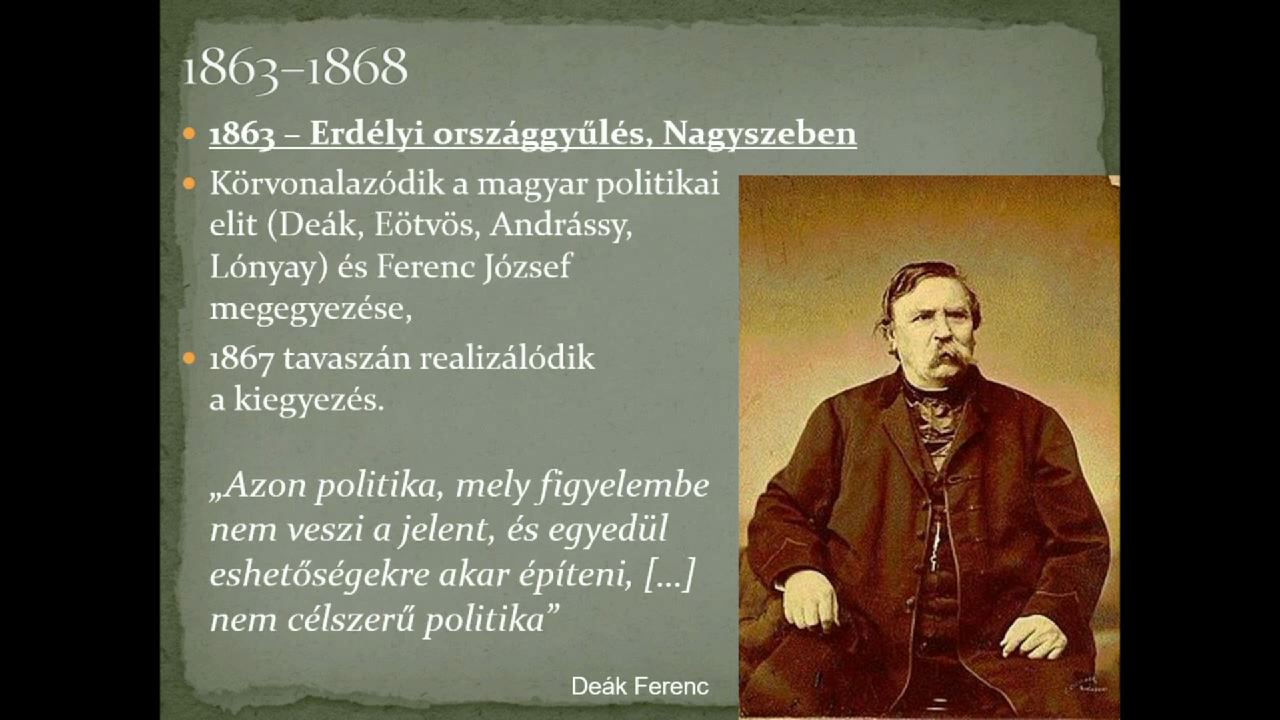 1863–1868
1863 – Erdélyi országgyűlés, Nagyszeben
Körvonalazódik a magyar politikai
elit (Deák, Eötvös, Andrássy,
Lónyay) és Ferenc József
megegyezése,
1867 tavaszán realizálódik
a kiegyezés.
„Azon politika, mely figyelembe
nem veszi a jelent, és egyedül
eshetőségekre akar építeni, [...]
nem célszerű politika”
Deák Ferenc